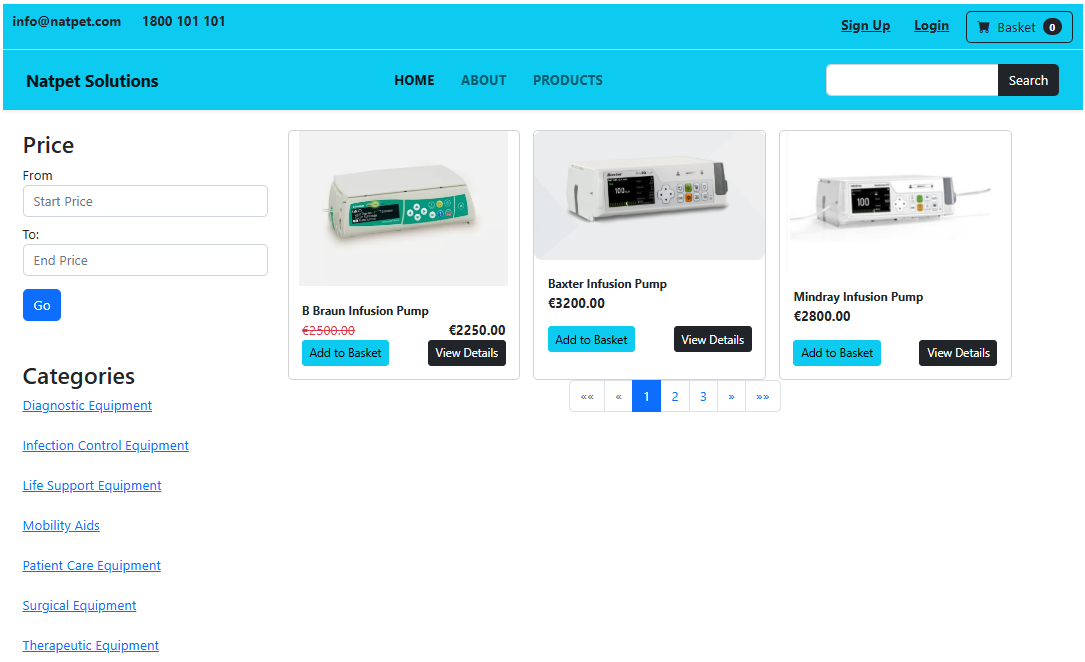 info@natpet.com 1800 101 101
Sign Up Login Basket 0
Natpet Solutions HOME ABOUT PRODUCTS Search
Price
From
Start Price
To:
End Price
Go
Categories
Diagnostic Equipment
Infection Control Equipment
Life Support Equipment
Mobility Aids
Patient Care Equipment
Surgical Equipment
Therapeutic Equipment
B Braun Infusion Pump
€2500.00 €2250.00
Add to Basket View Details
100
Baxter Infusion Pump
€3200.00
Add to Basket View Details
100
Mindray Infusion Pump
€2800.00
Add to Basket View Details
«« « 1 2 3 » »»